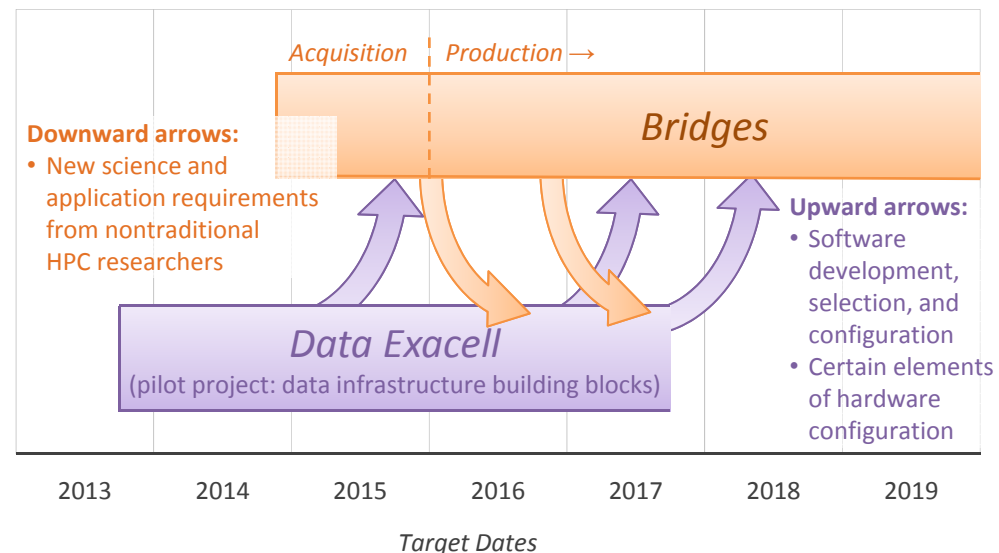 Acquisition
Production →
Bridges
Downward arrows:
• New science and
application requirements
from nontraditional
HPC researchers
Upward arrows:
• Software
development,
selection, and
configuration
• Certain elements
of hardware
configuration
Data Exacell
(pilot project: data infrastructure building blocks)
2013
2014
2015
2016
2017
2018
2019
Target Dates